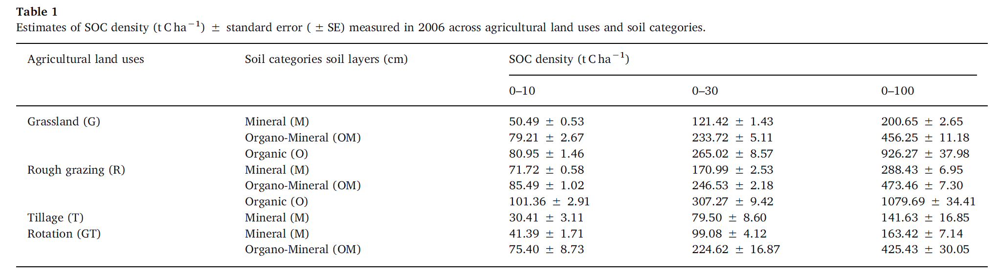 Table 1
Estimates of SOC density (t C ha⁻¹) ± standard error ( ± SE) measured in 2006 across agricultural land uses and soil categories.
Agricultural land uses Soil categories soil layers (cm) SOC density (t C ha⁻¹)
0–10 0–30 0–100
Grassland (G) Mineral (M) 50.49 ± 0.53 121.42 ± 1.43 200.65 ± 2.65
Organo-Mineral (OM) 79.21 ± 2.67 233.72 ± 5.11 456.25 ± 11.18
Organic (O) 80.95 ± 1.46 265.02 ± 8.57 926.27 ± 37.98
Rough grazing (R) Mineral (M) 71.72 ± 0.58 170.99 ± 2.53 288.43 ± 6.95
Organo-Mineral (OM) 85.49 ± 1.02 246.53 ± 2.18 473.46 ± 7.30
Organic (O) 101.36 ± 2.91 307.27 ± 9.42 1079.69 ± 34.41
Tillage (T) Mineral (M) 30.41 ± 3.11 79.50 ± 8.60 141.63 ± 16.85
Rotation (GT) Mineral (M) 41.39 ± 1.71 99.08 ± 4.12 163.42 ± 7.14
Organo-Mineral (OM) 75.40 ± 8.73 224.62 ± 16.87 425.43 ± 30.05